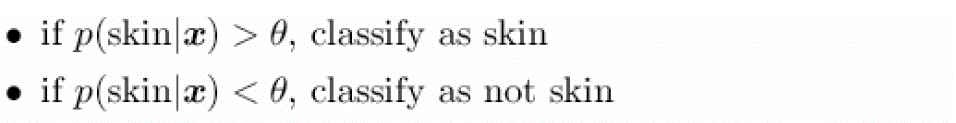 • if p(skin|x) > θ, classify as skin
• if p(skin|x) < θ, classify as not skin